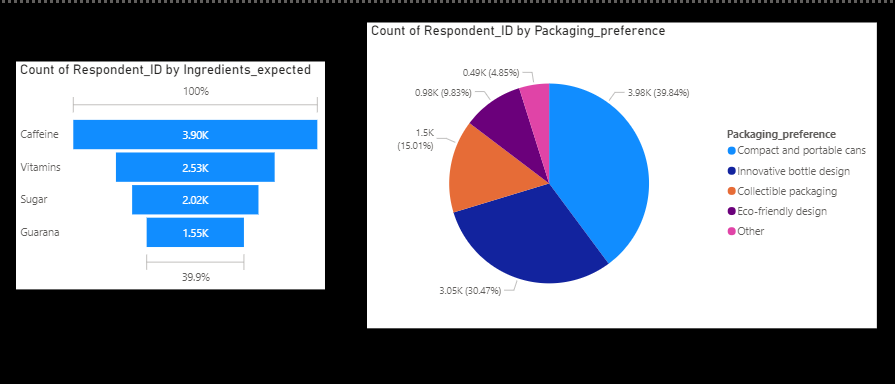 Count of Respondent_ID by Ingredients_expected
100%
Caffeine 3.90K
Vitamins 2.53K
Sugar 2.02K
Guarana 1.55K
39.9%
Count of Respondent_ID by Packaging_preference
0.49K (4.85%)
0.98K (9.83%)
1.5K
(15.01%)
3.98K (39.84%)
3.05K (30.47%)
Packaging_preference
Compact and portable cans
Innovative bottle design
Collectible packaging
Eco-friendly design
Other